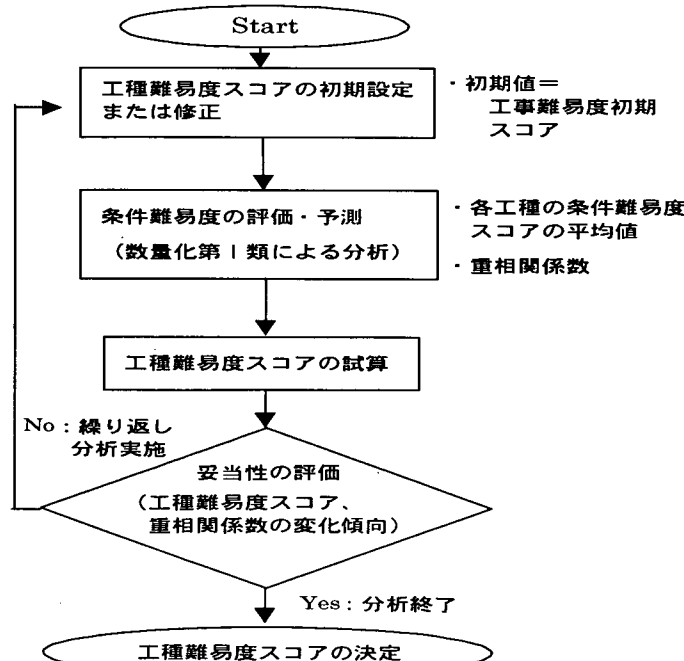 Start
工種難易度スコアの初期設定
または修正
・初期値＝
工事難易度初期
スコア
条件難易度の評価・予測
（数量化第Ⅰ類による分析）
・各工種の条件難易度
スコアの平均値
・重相関係数
工種難易度スコアの試算
No：繰り返し
分析実施
妥当性の評価
（工種難易度スコア、
重相関係数の変化傾向）
Yes：分析終了
工種難易度スコアの決定